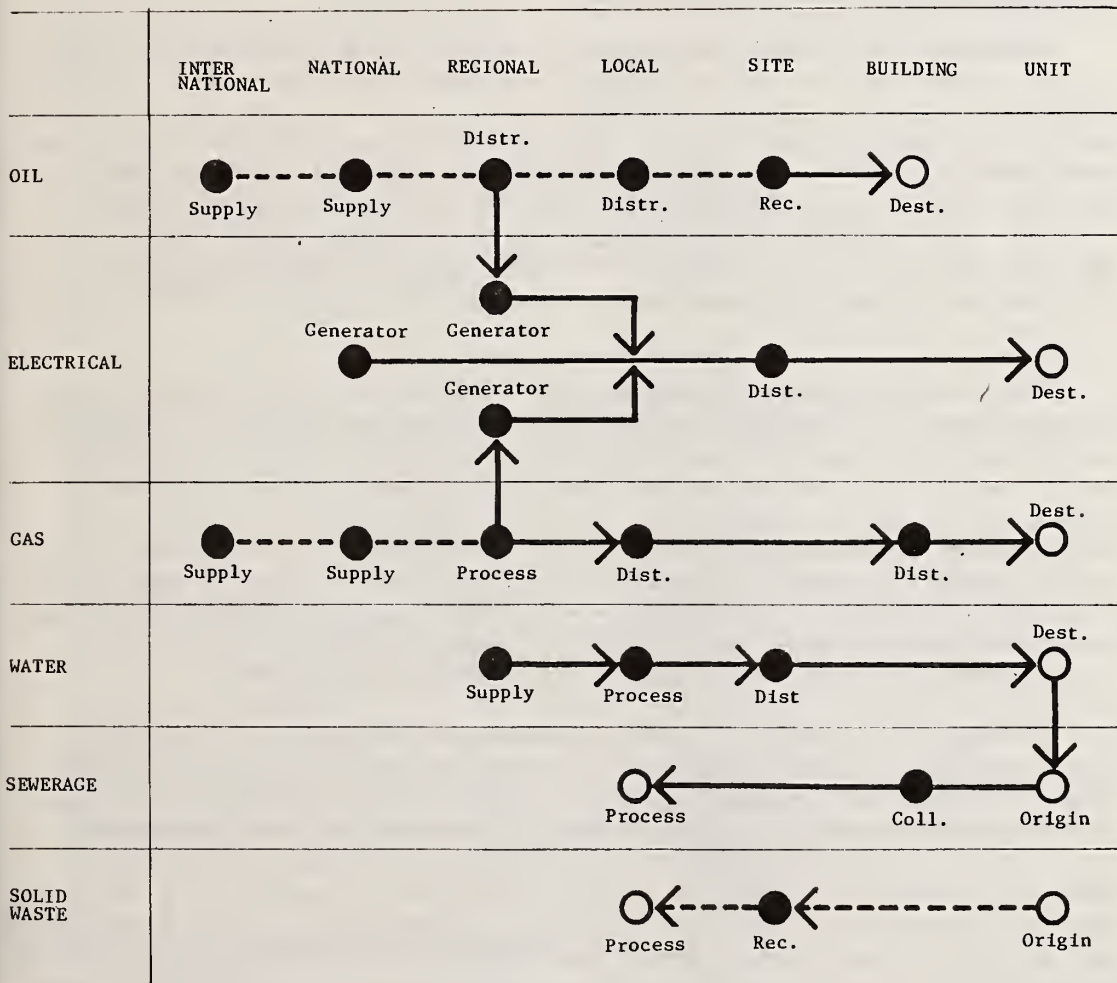 INTER NATIONAL NATIONAL REGIONAL LOCAL SITE BUILDING UNIT
OIL
Distr.
Supply Supply Distr. Rec. Dest.
ELECTRICAL
Generator Generator
Generator Dist. Dest.
GAS
Dest.
Supply Supply Process Dist. Dist.
WATER
Dest.
Supply Process Dist
SEWERAGE
Process Coll. Origin
SOLID
WASTE
Process Rec. Origin